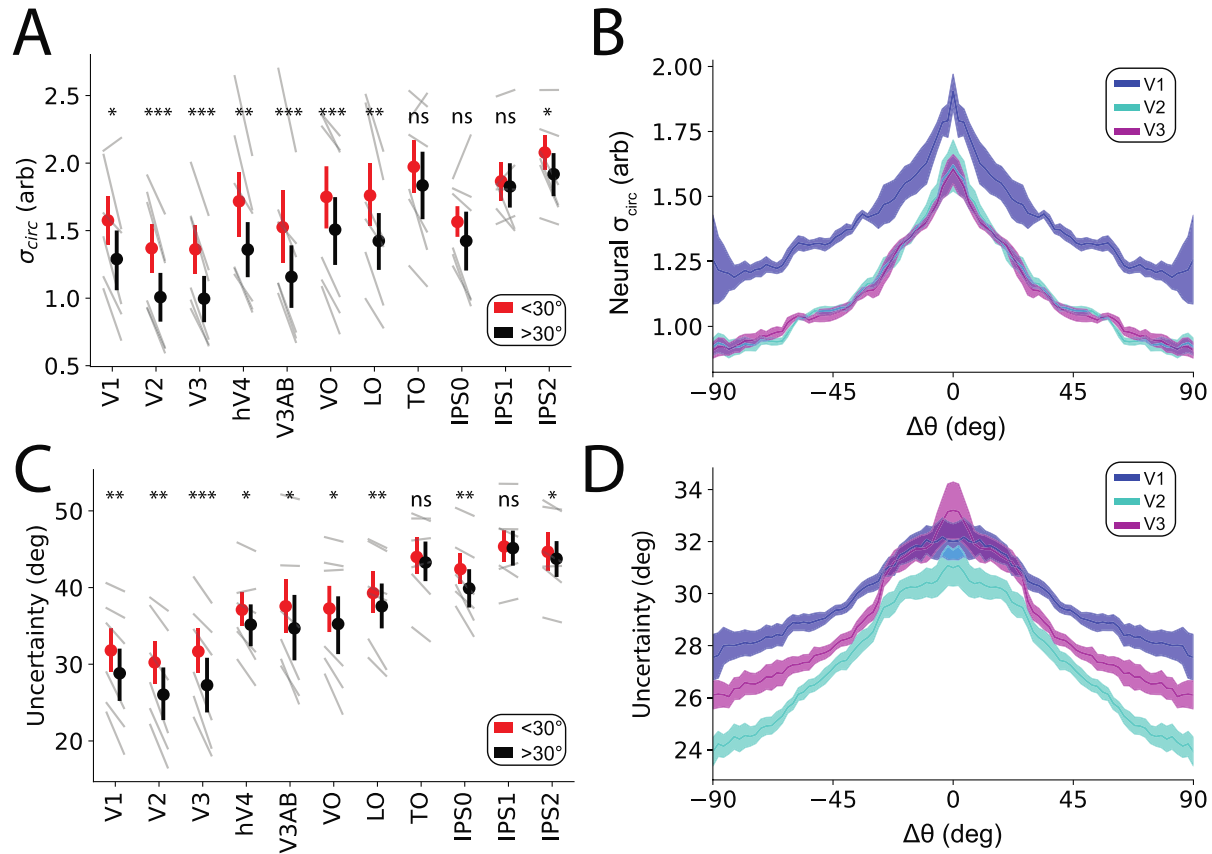 A
σcirc (arb)
2.5
2.0
1.5
1.0
0.5
* *** *** ** *** *** ** ns ns ns *
<30°
>30°
V1 V2 V3 hV4 V3AB VO LO TO IPS0 IPS1 IPS2
B
Neural σcirc (arb)
2.00
1.75
1.50
1.25
1.00
V1
V2
V3
−90 −45 0 45 90
Δθ (deg)
C
Uncertainty (deg)
50
40
30
20
** ** *** * * * ** ns ** ns *
<30°
>30°
V1 V2 V3 hV4 V3AB VO LO TO IPS0 IPS1 IPS2
D
Uncertainty (deg)
34
32
30
28
26
24
V1
V2
V3
−90 −45 0 45 90
Δθ (deg)